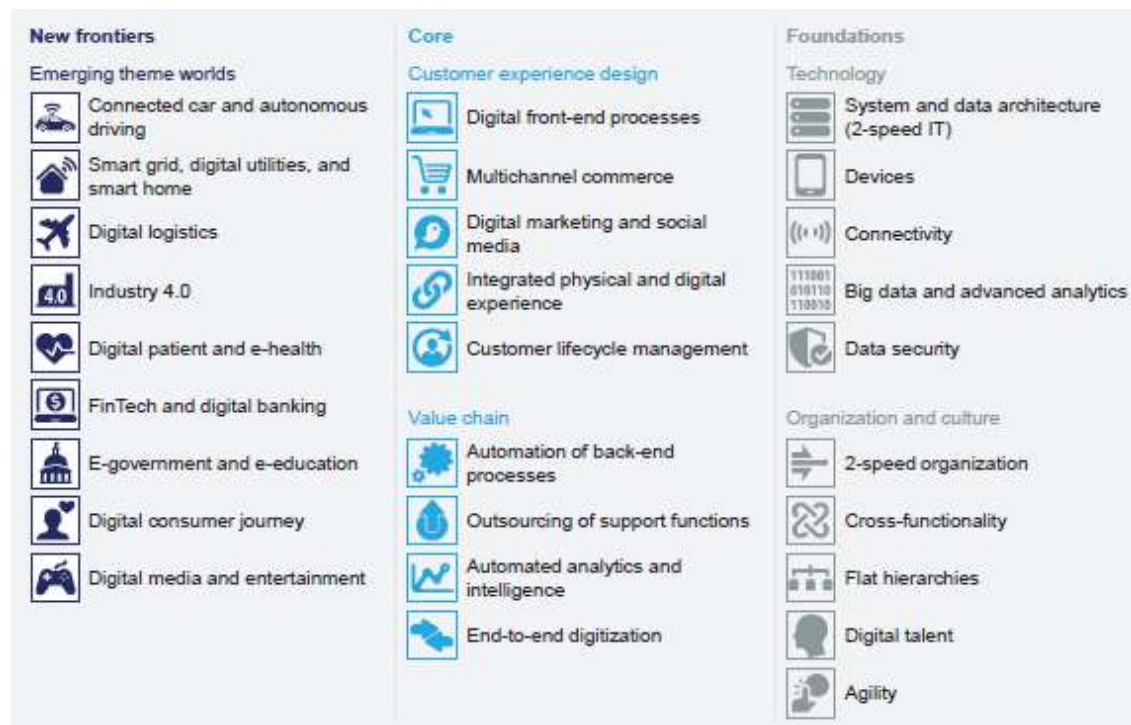 New frontiers
Emerging theme worlds
Connected car and autonomous
driving
Smart grid, digital utilities, and
smart home
Digital logistics
4.0
Industry 4.0
Digital patient and e-health
$
FinTech and digital banking
E-government and e-education
Digital consumer journey
Digital media and entertainment
Core
Customer experience design
Digital front-end processes
Multichannel commerce
Digital marketing and social
media
Integrated physical and digital
experience
Customer lifecycle management
Value chain
Automation of back-end
processes
Outsourcing of support functions
Automated analytics and
intelligence
End-to-end digitization
Foundations
Technology
System and data architecture
(2-speed IT)
Devices
Connectivity
111001
010110
110010
Big data and advanced analytics
Data security
Organization and culture
2-speed organization
Cross-functionality
Flat hierarchies
Digital talent
Agility